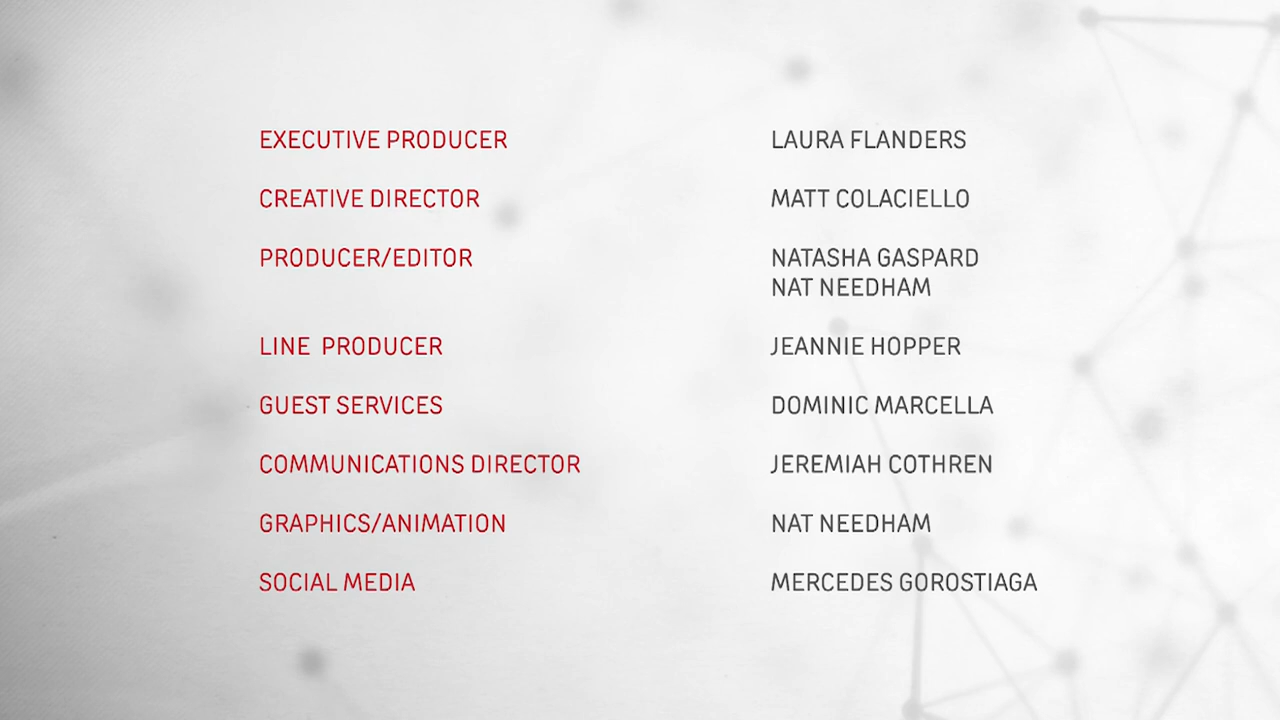 EXECUTIVE PRODUCER LAURA FLANDERS
CREATIVE DIRECTOR MATT COLACIELLO
PRODUCER/EDITOR NATASHA GASPARD
NAT NEEDHAM
LINE PRODUCER JEANNIE HOPPER
GUEST SERVICES DOMINIC MARCELLA
COMMUNICATIONS DIRECTOR JEREMIAH COTHREN
GRAPHICS/ANIMATION NAT NEEDHAM
SOCIAL MEDIA MERCEDES GOROSTIAGA